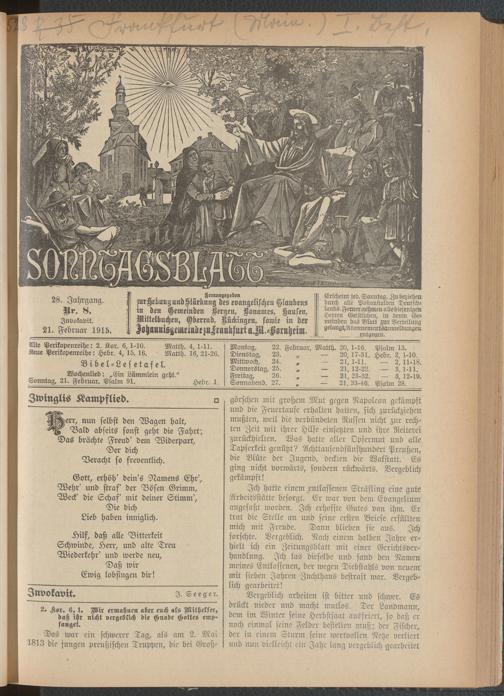 Frankfurt (Main.) I. Beft.
SONNTAGSBLATT
28. Jahrgang.
Nr. 8.
Invokavit.
21. Februar 1915.
Herausgegeben
zur Hebung und Stärkung des evangelischen Glaubens
in den Gemeinden Bergen, Bonames, Hausen,
Mittelbuchen, Oberrad, Rückingen, sowie in der
Johannisgemeinde zu Frankfurt a. M.-Bornheim.
Erscheint jed. Sonntag. Zu beziehen
durch alle Postanstalten Deutsch-
lands. Ferner nehmen alle diejenigen
Herren Geistlichen, in deren Ge-
meinden das Blatt zur Verteilung
gelangt, Abonnementsanmeldungen
entgegen.
Alte Perikopenreihe: 2. Kor. 6, 1-10. Matth. 4, 1-11.
Neue Perikopenreihe: Hebr. 4, 15. 16. Matth. 16, 21-26.
Bibel-Lesetafel.
Wochenlied: „Ein Lämmlein geht."
Sonntag, 21. Februar, Psalm 91. Hebr. 1.
Montag, 22. Februar, Matth. 20, 1-16. Psalm 13.
Dienstag, 23. „ — 20, 17-31. Hebr. 2, 1-10.
Mittwoch, 24. „ — 21, 1-11. — 2, 11-18.
Donnerstag, 25. „ — 21, 12-22. — 3, 1-11.
Freitag, 26. „ — 21, 23-32. — 3, 12-19.
Sonnabend, 27. „ — 21, 33-46. Psalm 28.
Zwinglis Kampflied.
Herr, nun selbst den Wagen halt,
Bald abseits sonst geht die Fahrt;
Das brächte Freud' dem Widerpart,
Der dich
Veracht so freventlich.
Gott, erhöh' dein's Namens Ehr',
Wehr' und straf' der Bösen Grimm,
Weck' die Schaf' mit deiner Stimm',
Die dich
Lieb haben inniglich.
Hilf, daß alle Bitterkeit
Schwinde, Herr, und alte Treu
Wiederkehr' und werde neu,
Daß wir
Ewig lobsingen dir!
Invokavit. J. Seeger.
2. Kor. 6, 1. Wir ermahnen aber euch als Mithelfer,
daß ihr nicht vergeblich die Gnade Gottes emp-
fanget.
Das war ein schwerer Tag, als am 2. Mai
1813 die jungen preußischen Truppen, die bei Groß-
görschen mit großem Mut gegen Napoleon gekämpft
und die Feuertaufe erhalten hatten, sich zurückziehen
mußten, weil die verbündeten Russen nicht zur rech-
ten Zeit mit ihrer Hilfe einsetzten und ihre Reiterei
zurückhielten. Was hatte aller Opfermut und alle
Tapferkeit genützt? Achttausendfünfhundert Preußen,
die Blüte der Jugend, decken die Walstatt. Es
ging nicht vorwärts, sondern rückwärts. Vergeblich
gekämpft!
Ich hatte einem entlassenen Sträfling eine gute
Arbeitsstätte besorgt. Er war von dem Evangelium
angefaßt worden. Ich erhoffte Gutes von ihm. Er
trat die Stelle an und seine ersten Briefe erfüllten
mich mit Freude. Dann blieben sie aus. Ich
forschte. Vergeblich. Nach einem halben Jahre er-
hielt ich ein Zeitungsblatt mit einer Gerichtsver-
handlung. Ich las dieselbe und fand den Namen
meines Entlassenen, der wegen Diebstahls von neuem
mit sieben Jahren Zuchthaus bestraft war. Vergeb-
lich gearbeitet!
Vergeblich arbeiten ist bitter und schwer. Es
drückt nieder und macht mutlos. Der Landmann,
dem im Winter seine Herbstsaat ausfriert, so daß er
noch einmal seine Felder bestellen muß; der Fischer,
der in einem Sturm seine wertvollen Netze verliert
und nun vielleicht ein Jahr lang vergeblich gearbeitet